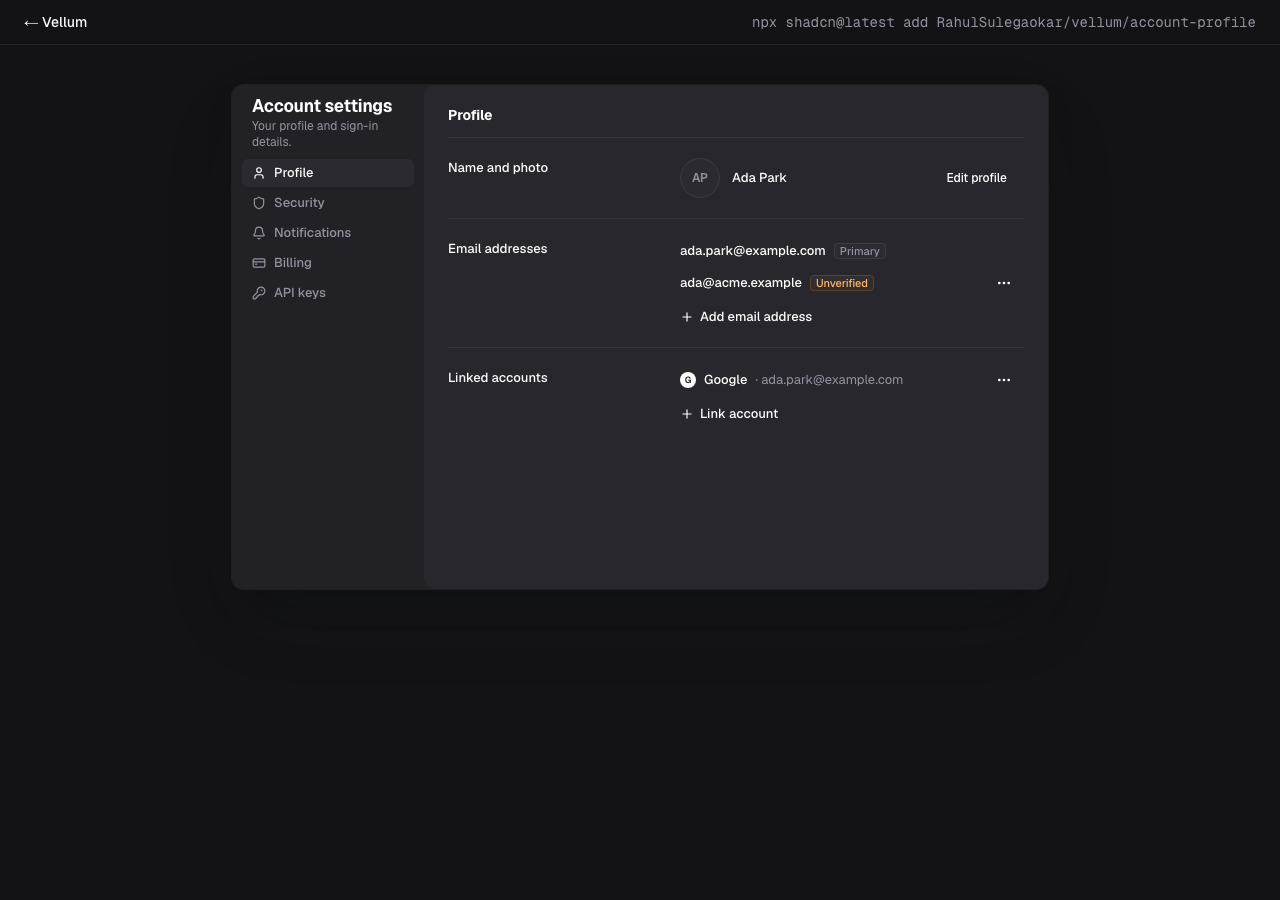 ← Vellum
npx shadcn@latest add RahulSulegaokar/vellum/account-profile
Account settings
Your profile and sign-in
details.
Profile
Security
Notifications
Billing
API keys
Profile
Name and photo
AP Ada Park Edit profile
Email addresses
ada.park@example.com Primary
ada@acme.example Unverified
Add email address
Linked accounts
G Google · ada.park@example.com
Link account